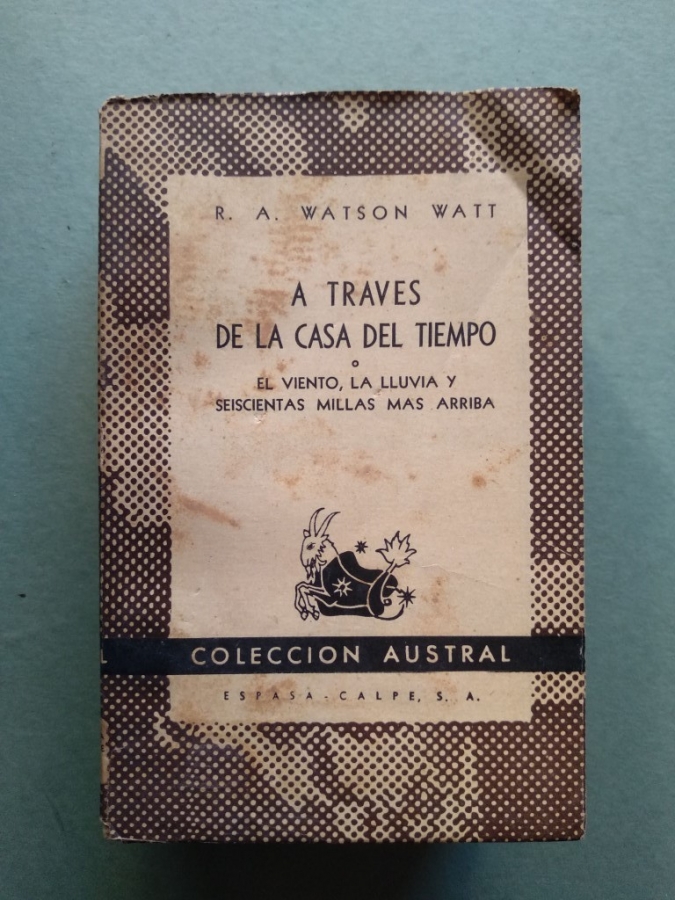 R. A. WATSON WATT
A TRAVES
DE LA CASA DEL TIEMPO
o
EL VIENTO, LA LLUVIA Y
SEISCIENTAS MILLAS MAS ARRIBA
L COLECCION AUSTRAL
ESPASA-CALPE, S. A.